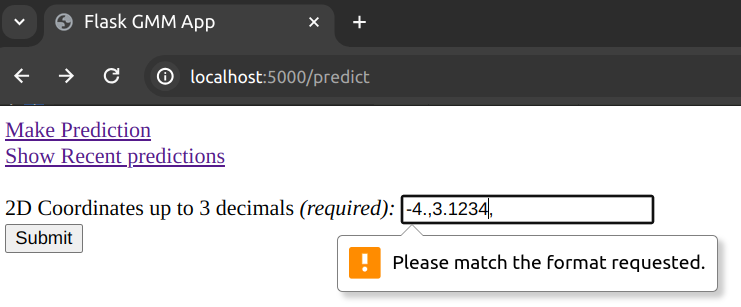 Flask GMM App
localhost:5000/predict
Make Prediction
Show Recent predictions
2D Coordinates up to 3 decimals (required): -4.,3.1234,
Submit
Please match the format requested.